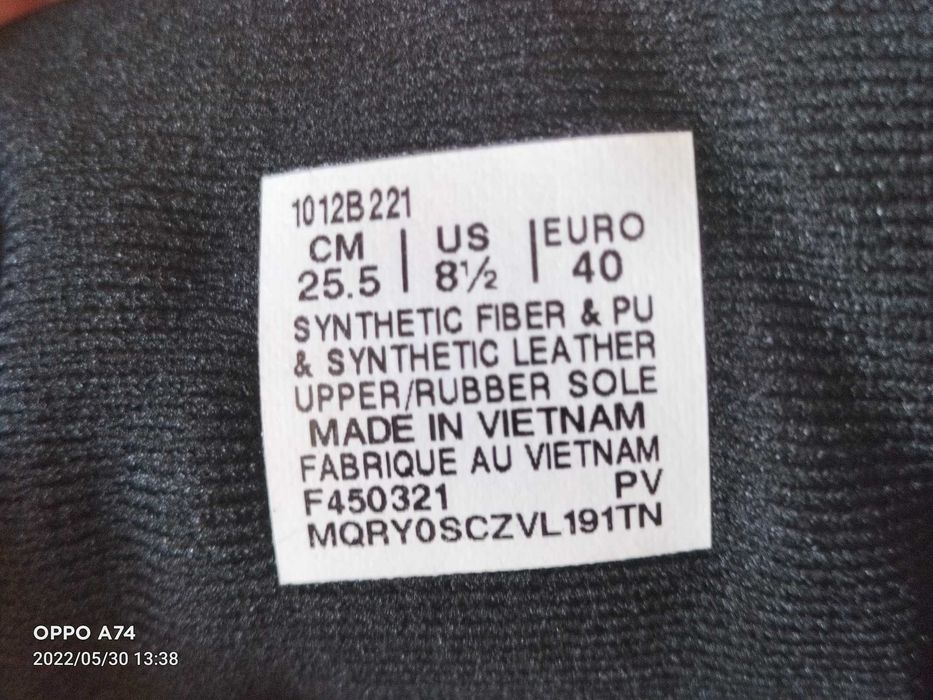 1012B221
CM | US | EURO
25.5 | 8½ | 40
SYNTHETIC FIBER & PU
& SYNTHETIC LEATHER
UPPER/RUBBER SOLE
MADE IN VIETNAM
FABRIQUE AU VIETNAM
F450321 PV
MQRY0SCZVL191TN
OPPO A74
2022/05/30 13:38